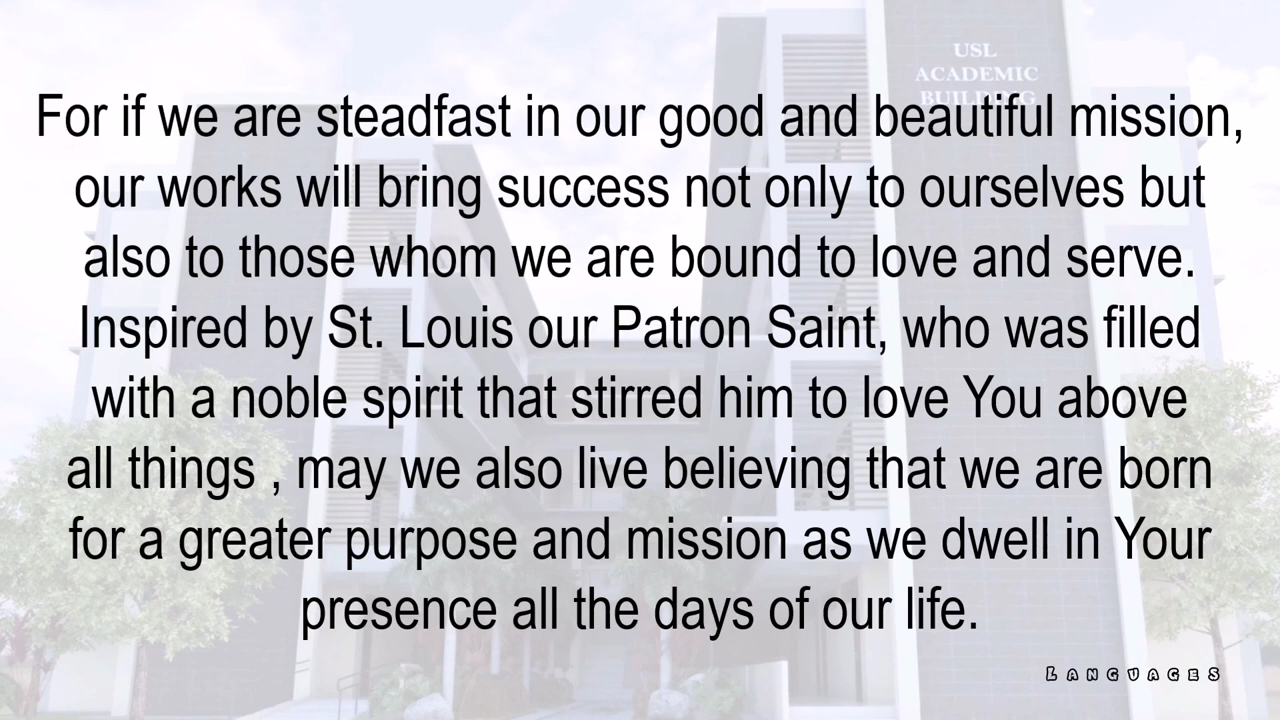 USL
ACADEMIC
BUILDING
For if we are steadfast in our good and beautiful mission,
our works will bring success not only to ourselves but
also to those whom we are bound to love and serve.
Inspired by St. Louis our Patron Saint, who was filled
with a noble spirit that stirred him to love You above
all things , may we also live believing that we are born
for a greater purpose and mission as we dwell in Your
presence all the days of our life.
LANGUAGES